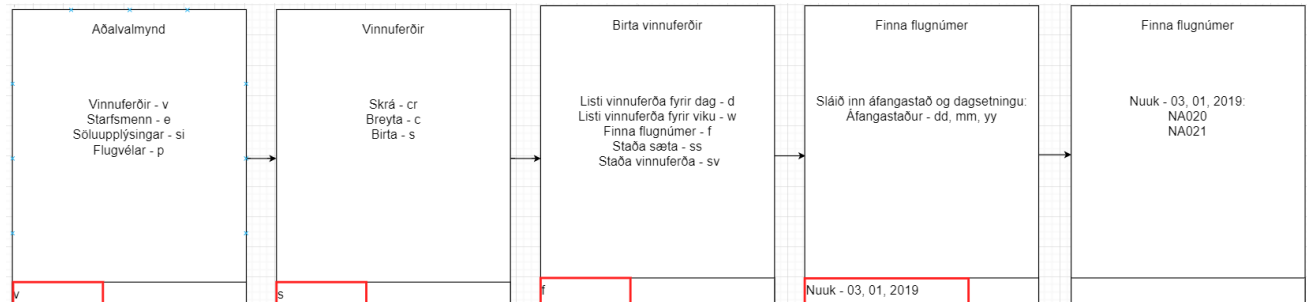 Aðalvalmynd
Vinnuferðir - v
Starfsmenn - e
Söluupplýsingar - si
Flugvélar - p
v
Vinnuferðir
Skrá - cr
Breyta - c
Birta - s
s
Birta vinnuferðir
Listi vinnuferða fyrir dag - d
Listi vinnuferða fyrir viku - w
Finna flugnúmer - f
Staða sæta - ss
Staða vinnuferða - sv
f
Finna flugnúmer
Sláið inn áfangastað og dagsetningu:
Áfangastaður - dd, mm, yy
Nuuk - 03, 01, 2019
Finna flugnúmer
Nuuk - 03, 01, 2019:
NA020
NA021